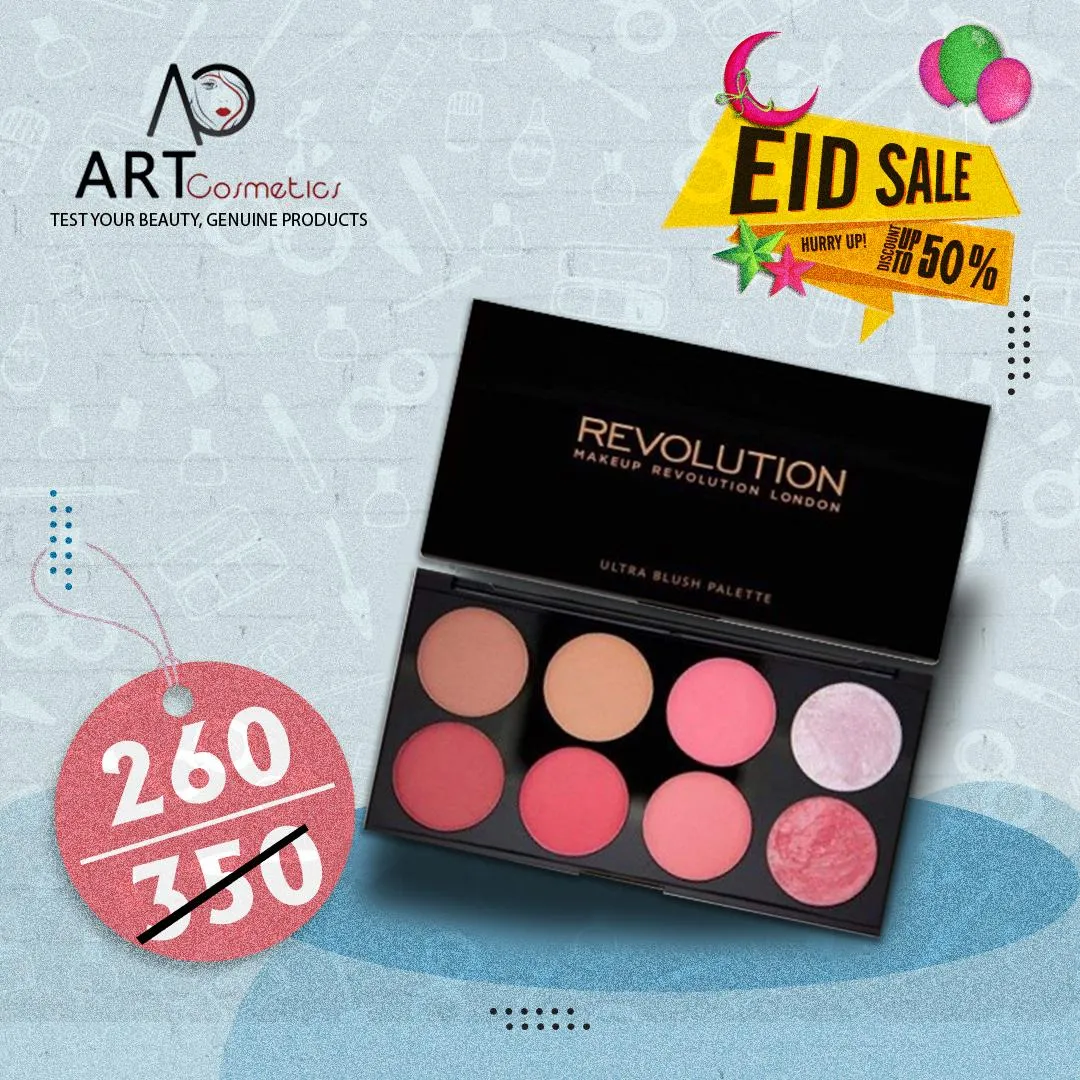 ART Cosmetics
TEST YOUR BEAUTY, GENUINE PRODUCTS
EID SALE
HURRY UP! DISCOUNT UP TO 50%
REVOLUTION
MAKEUP REVOLUTION LONDON
ULTRA BLUSH PALETTE
260
350